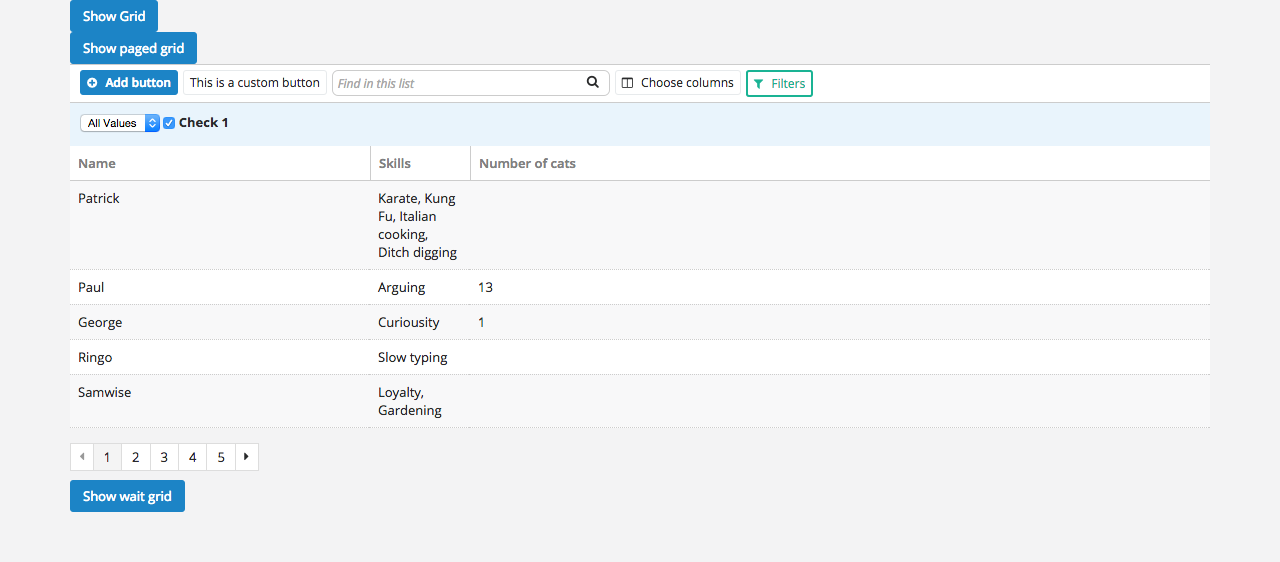 Show Grid
Show paged grid
Add button This is a custom button Find in this list Choose columns Filters
All Values Check 1
Name Skills Number of cats
Patrick Karate, Kung
Fu, Italian
cooking,
Ditch digging
Paul Arguing 13
George Curiousity 1
Ringo Slow typing
Samwise Loyalty,
Gardening
1 2 3 4 5
Show wait grid